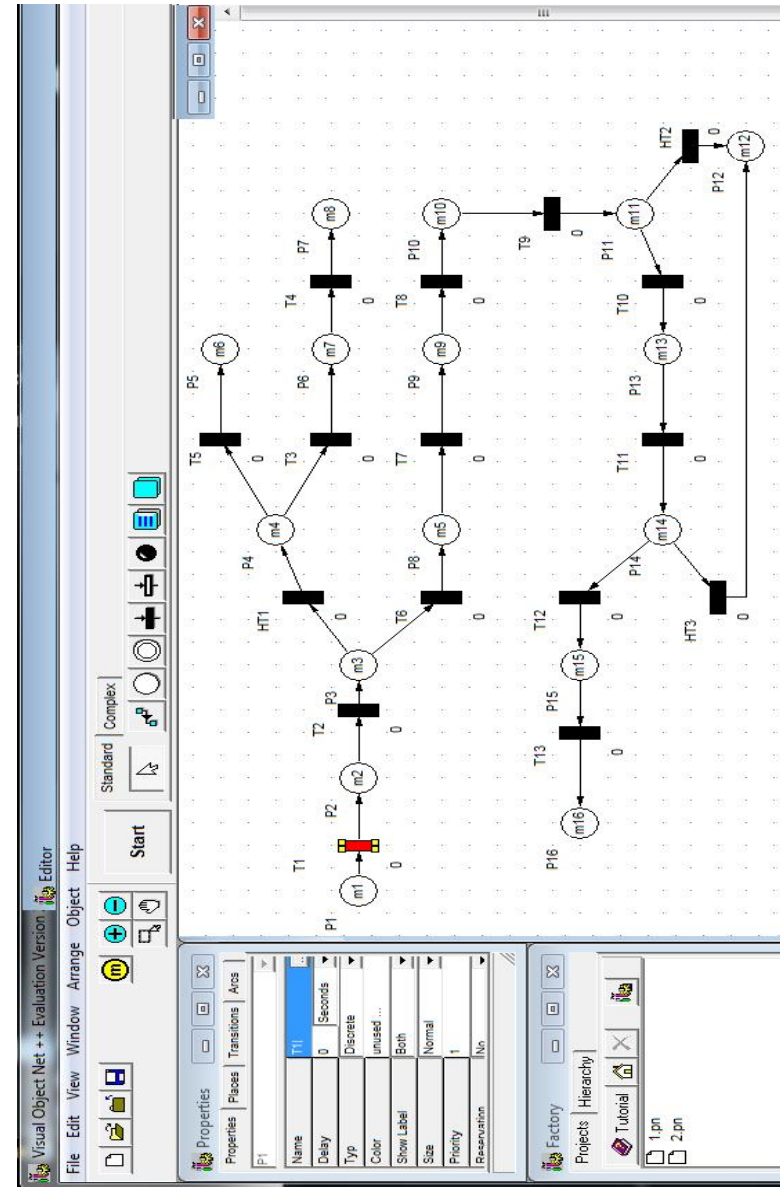 Visual Object Net ++ Evaluation Version
Editor
File Edit View Window Arrange Object Help
m
Start
Standard Complex
Properties
Properties Places Transitions Arcs
P1
Name T1
Delay 0 Seconds
Typ Discrete
Color unused ...
Show Label Both
Size Normal
Priority 1
Reservation No
Factory
Projects Hierarchy
Tutorial
1.pn
2.pn
T5 P5
m6
0
P4
m4
T3 P6 T4 P7
m7 m8
0 0
HT1
0
P1 T1 P2 T2 P3
m1 m2 m3
0 0
T6 P8 T7 P9 T8 P10
m5 m9 m10
0 0 0
T9
0
P11
m11
HT2
0
P12
m12
T10
0
P13
m13
T11
0
P14
m14
T12
0
HT3
0
P15
m15
T13
0
P16
m16